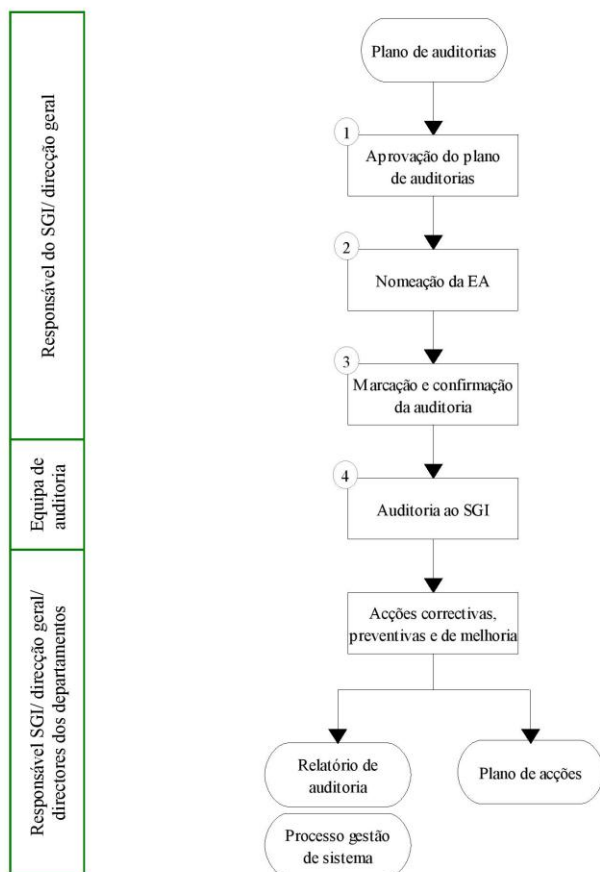 Responsável do SGI/ direcção geral
Equipa de
auditoria
Responsável SGI/ direcção geral/
directores dos departamentos
Plano de auditorias
1
Aprovação do plano
de auditorias
2
Nomeação da EA
3
Marcação e confirmação
da auditoria
4
Auditoria ao SGI
Acções correctivas,
preventivas e de melhoria
Relatório de
auditoria
Plano de acções
Processo gestão
de sistema